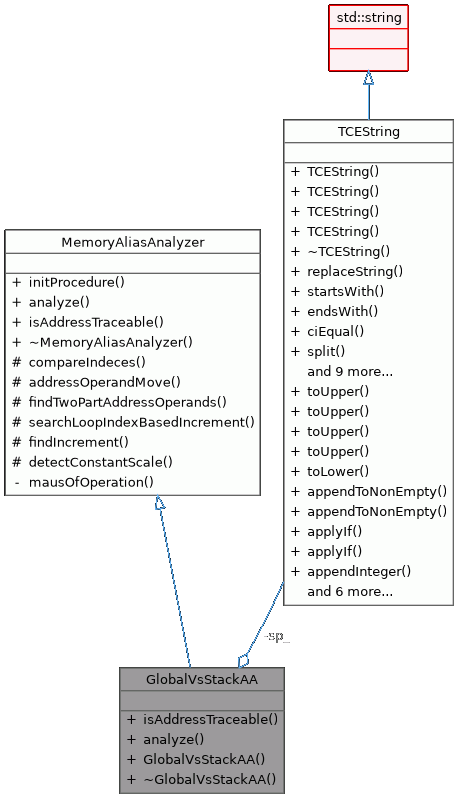 std::string
TCEString
+ TCEString()
+ TCEString()
+ TCEString()
+ TCEString()
+ ~TCEString()
+ replaceString()
+ startsWith()
+ endsWith()
+ ciEqual()
+ split()
and 9 more...
+ toUpper()
+ toUpper()
+ toUpper()
+ toUpper()
+ toLower()
+ appendToNonEmpty()
+ appendToNonEmpty()
+ applyIf()
+ applyIf()
+ appendInteger()
and 6 more...
MemoryAliasAnalyzer
+ initProcedure()
+ analyze()
+ isAddressTraceable()
+ ~MemoryAliasAnalyzer()
# compareIndeces()
# addressOperandMove()
# findTwoPartAddressOperands()
# searchLoopIndexBasedIncrement()
# findIncrement()
# detectConstantScale()
- mausOfOperation()
-sp_
GlobalVsStackAA
+ isAddressTraceable()
+ analyze()
+ GlobalVsStackAA()
+ ~GlobalVsStackAA()